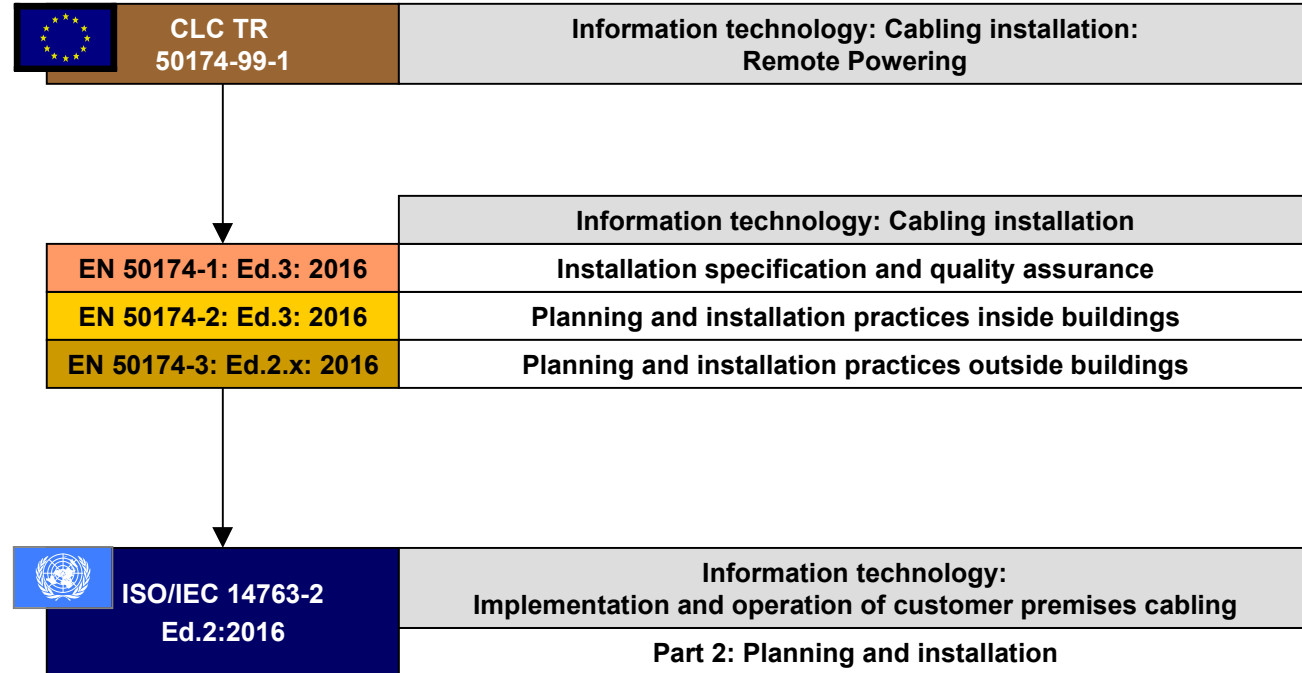 CLC TR
50174-99-1
Information technology: Cabling installation:
Remote Powering
Information technology: Cabling installation
EN 50174-1: Ed.3: 2016
Installation specification and quality assurance
EN 50174-2: Ed.3: 2016
Planning and installation practices inside buildings
EN 50174-3: Ed.2.x: 2016
Planning and installation practices outside buildings
ISO/IEC 14763-2
Ed.2:2016
Information technology:
Implementation and operation of customer premises cabling
Part 2: Planning and installation